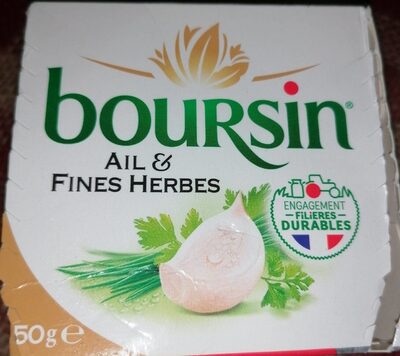 boursin®
AIL &
FINES HERBES
ENGAGEMENT
FILIÈRES
DURABLES
50g e